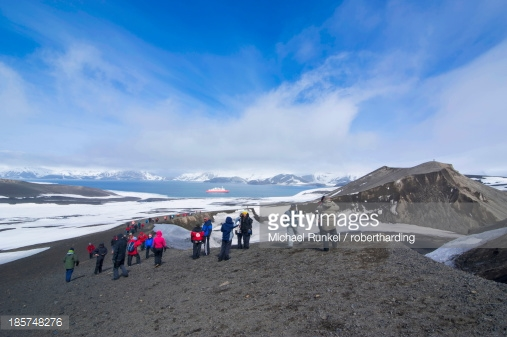 gettyimages®
Michael Runkel / robertharding
185748276